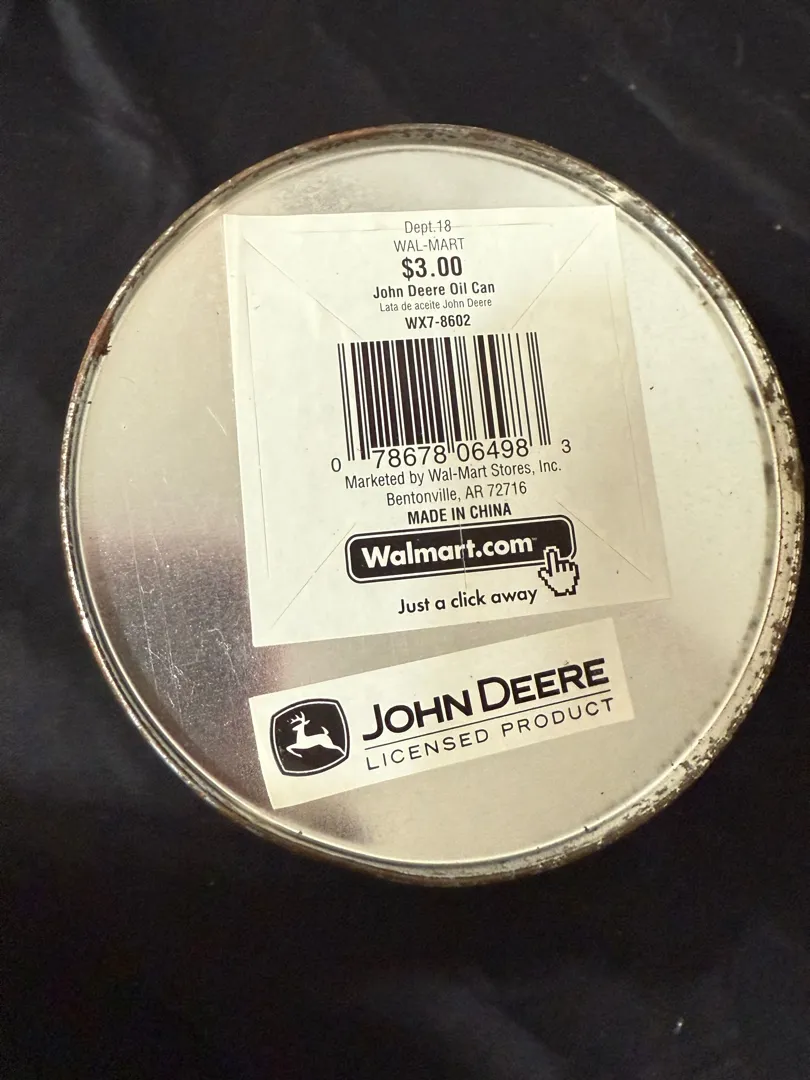 Dept.18
WAL-MART
$3.00
John Deere Oil Can
Lata de aceite John Deere
WX7-8602
0 78678 06498 3
Marketed by Wal-Mart Stores, Inc.
Bentonville, AR 72716
MADE IN CHINA
Walmart.com
Just a click away
JOHN DEERE
LICENSED PRODUCT